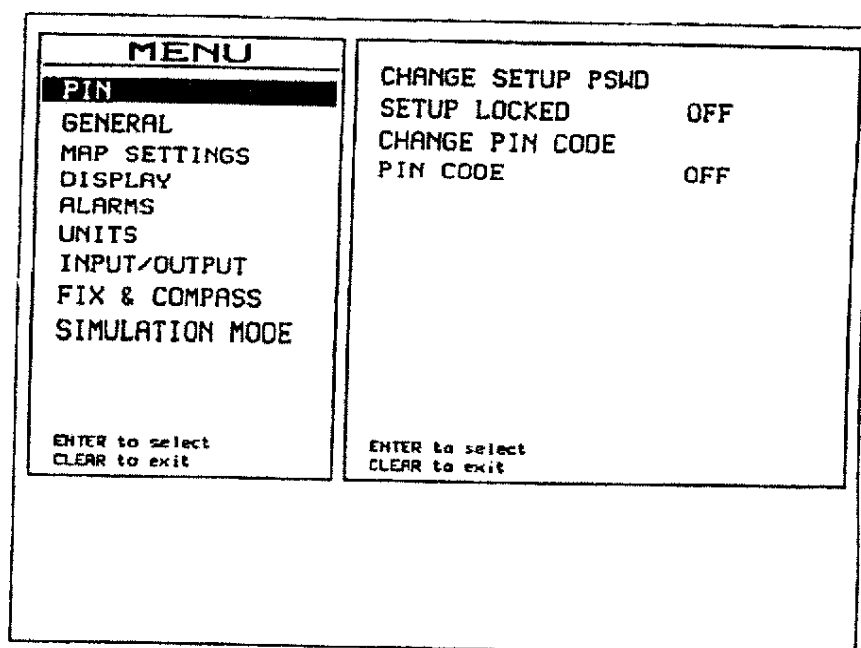 MENU
PIN
GENERAL
MAP SETTINGS
DISPLAY
ALARMS
UNITS
INPUT/OUTPUT
FIX & COMPASS
SIMULATION MODE
ENTER to select
CLEAR to exit
CHANGE SETUP PSWD
SETUP LOCKED OFF
CHANGE PIN CODE
PIN CODE OFF
ENTER to select
CLEAR to exit